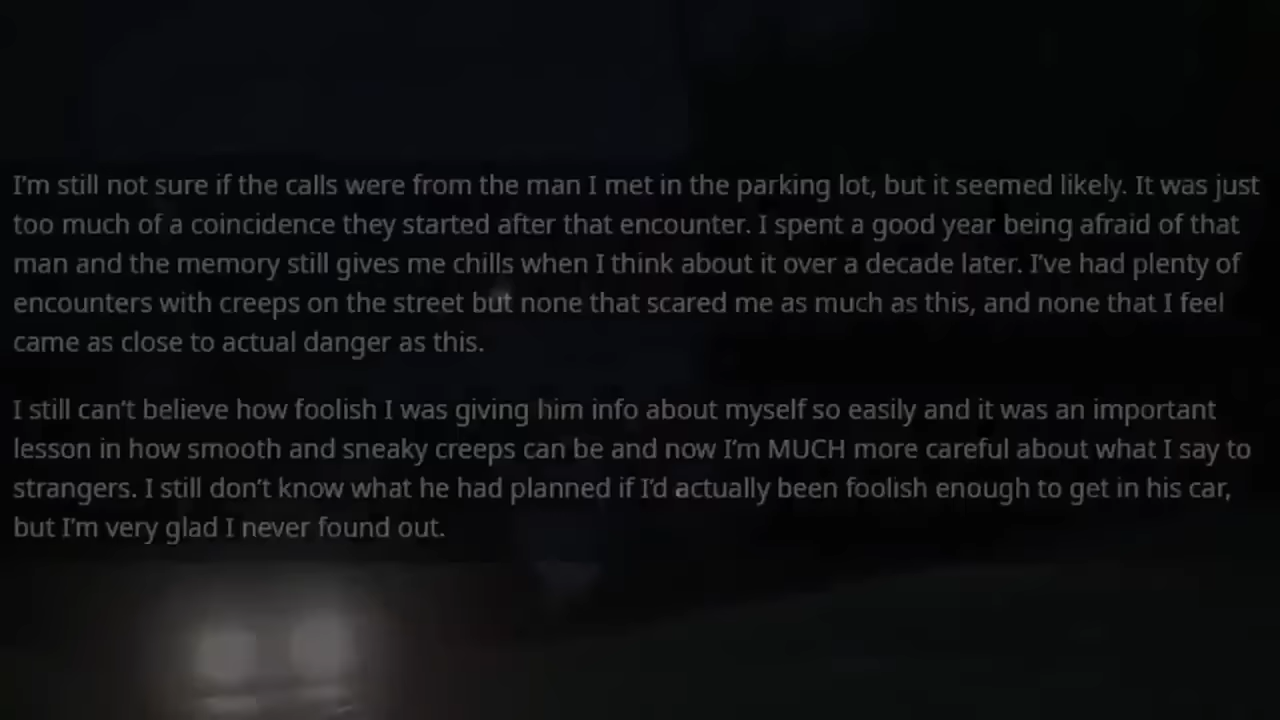 I'm still not sure if the calls were from the man I met in the parking lot, but it seemed likely. It was just
too much of a coincidence they started after that encounter. I spent a good year being afraid of that
man and the memory still gives me chills when I think about it over a decade later. I've had plenty of
encounters with creeps on the street but none that scared me as much as this, and none that I feel
came as close to actual danger as this.
I still can't believe how foolish I was giving him info about myself so easily and it was an important
lesson in how smooth and sneaky creeps can be and now I'm MUCH more careful about what I say to
strangers. I still don't know what he had planned if I'd actually been foolish enough to get in his car,
but I'm very glad I never found out.